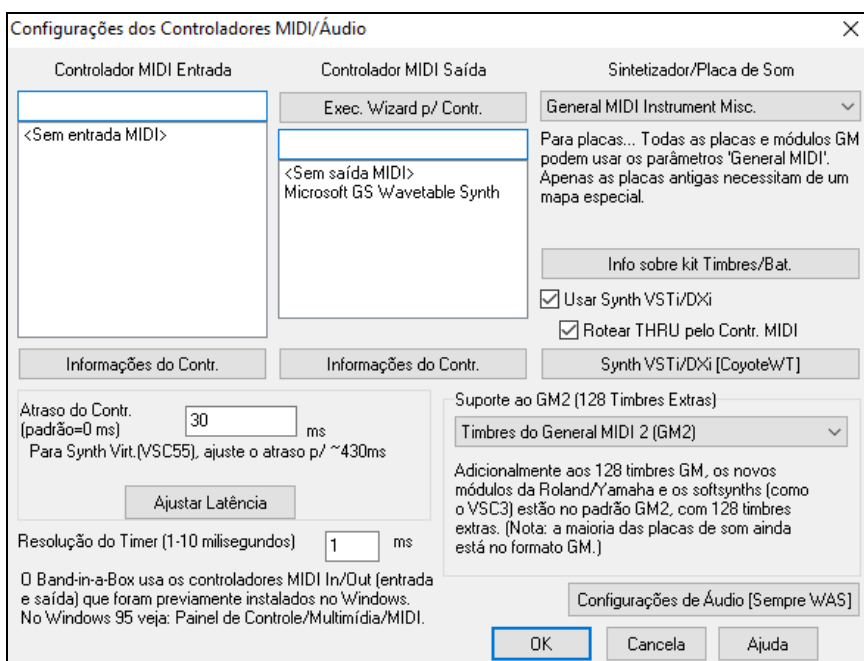 Configurações dos Controladores MIDI/Áudio
Controlador MIDI Entrada
<Sem entrada MIDI>
Informações do Contr.
Controlador MIDI Saída
Exec. Wizard p/ Contr.
<Sem saída MIDI>
Microsoft GS Wavetable Synth
Informações do Contr.
Sintetizador/Placa de Som
General MIDI Instrument Misc.
Para placas... Todas as placas e módulos GM
podem usar os parâmetros 'General MIDI'.
Apenas as placas antigas necessitam de um
mapa especial.
Info sobre kit Timbres/Bat.
Usar Synth VSTi/DXi
Rotear THRU pelo Contr. MIDI
Synth VSTi/DXi [CoyoteWT]
Atraso do Contr.
(padrão=0 ms)
30
ms
Para Synth Virt.(VSC55), ajuste o atraso p/ ~430ms
Ajustar Latência
Resolução do Timer (1-10 milisegundos)
1
ms
O Band-in-a-Box usa os controladores MIDI In/Out (entrada
e saída) que foram previamente instalados no Windows.
No Windows 95 veja: Painel de Controle/Multimídia/MIDI.
Suporte ao GM2 (128 Timbres Extras)
Timbres do General MIDI 2 (GM2)
Adicionalmente aos 128 timbres GM, os novos
módulos da Roland/Yamaha e os softsynths (como
o VSC3) estão no padrão GM2, com 128 timbres
extras. (Nota: a maioria das placas de som ainda
está no formato GM.)
Configurações de Áudio [Sempre WAS]
OK
Cancela
Ajuda